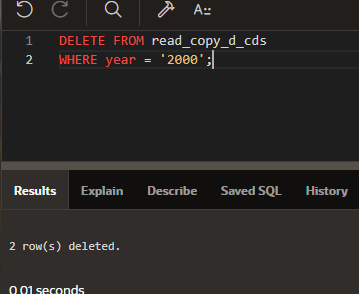 A::
1 DELETE FROM read_copy_d_cds
2 WHERE year = '2000';
Results Explain Describe Saved SQL History
2 row(s) deleted.
0.01 seconds